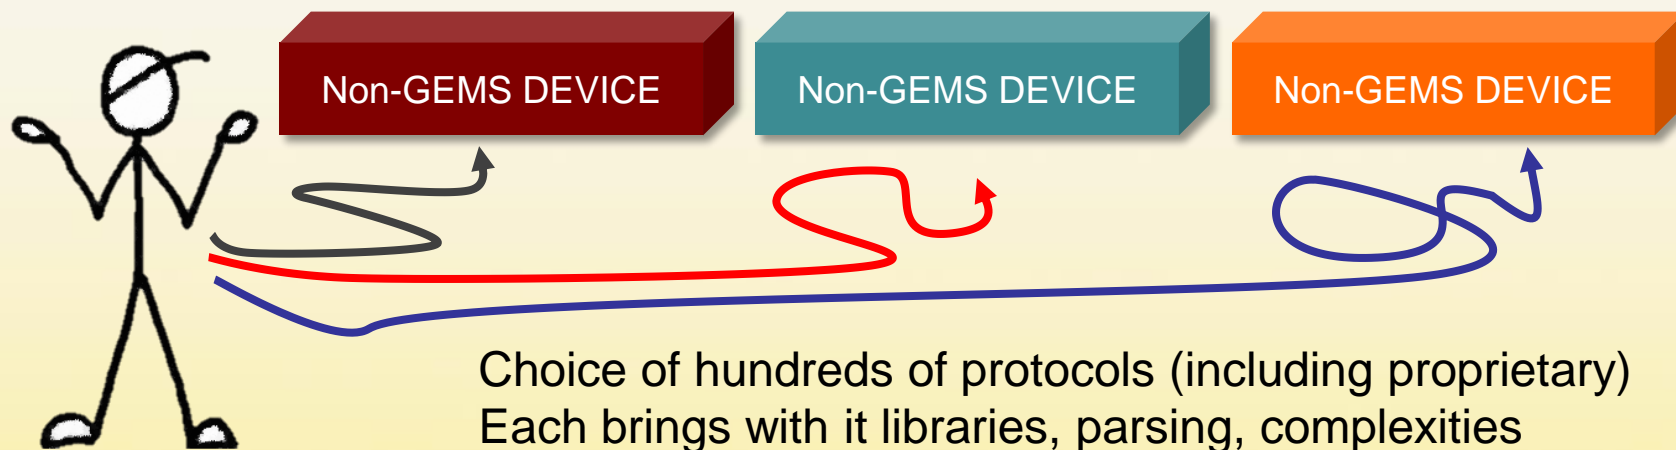 Non-GEMS DEVICE
Non-GEMS DEVICE
Non-GEMS DEVICE
Choice of hundreds of protocols (including proprietary)
Each brings with it libraries, parsing, complexities